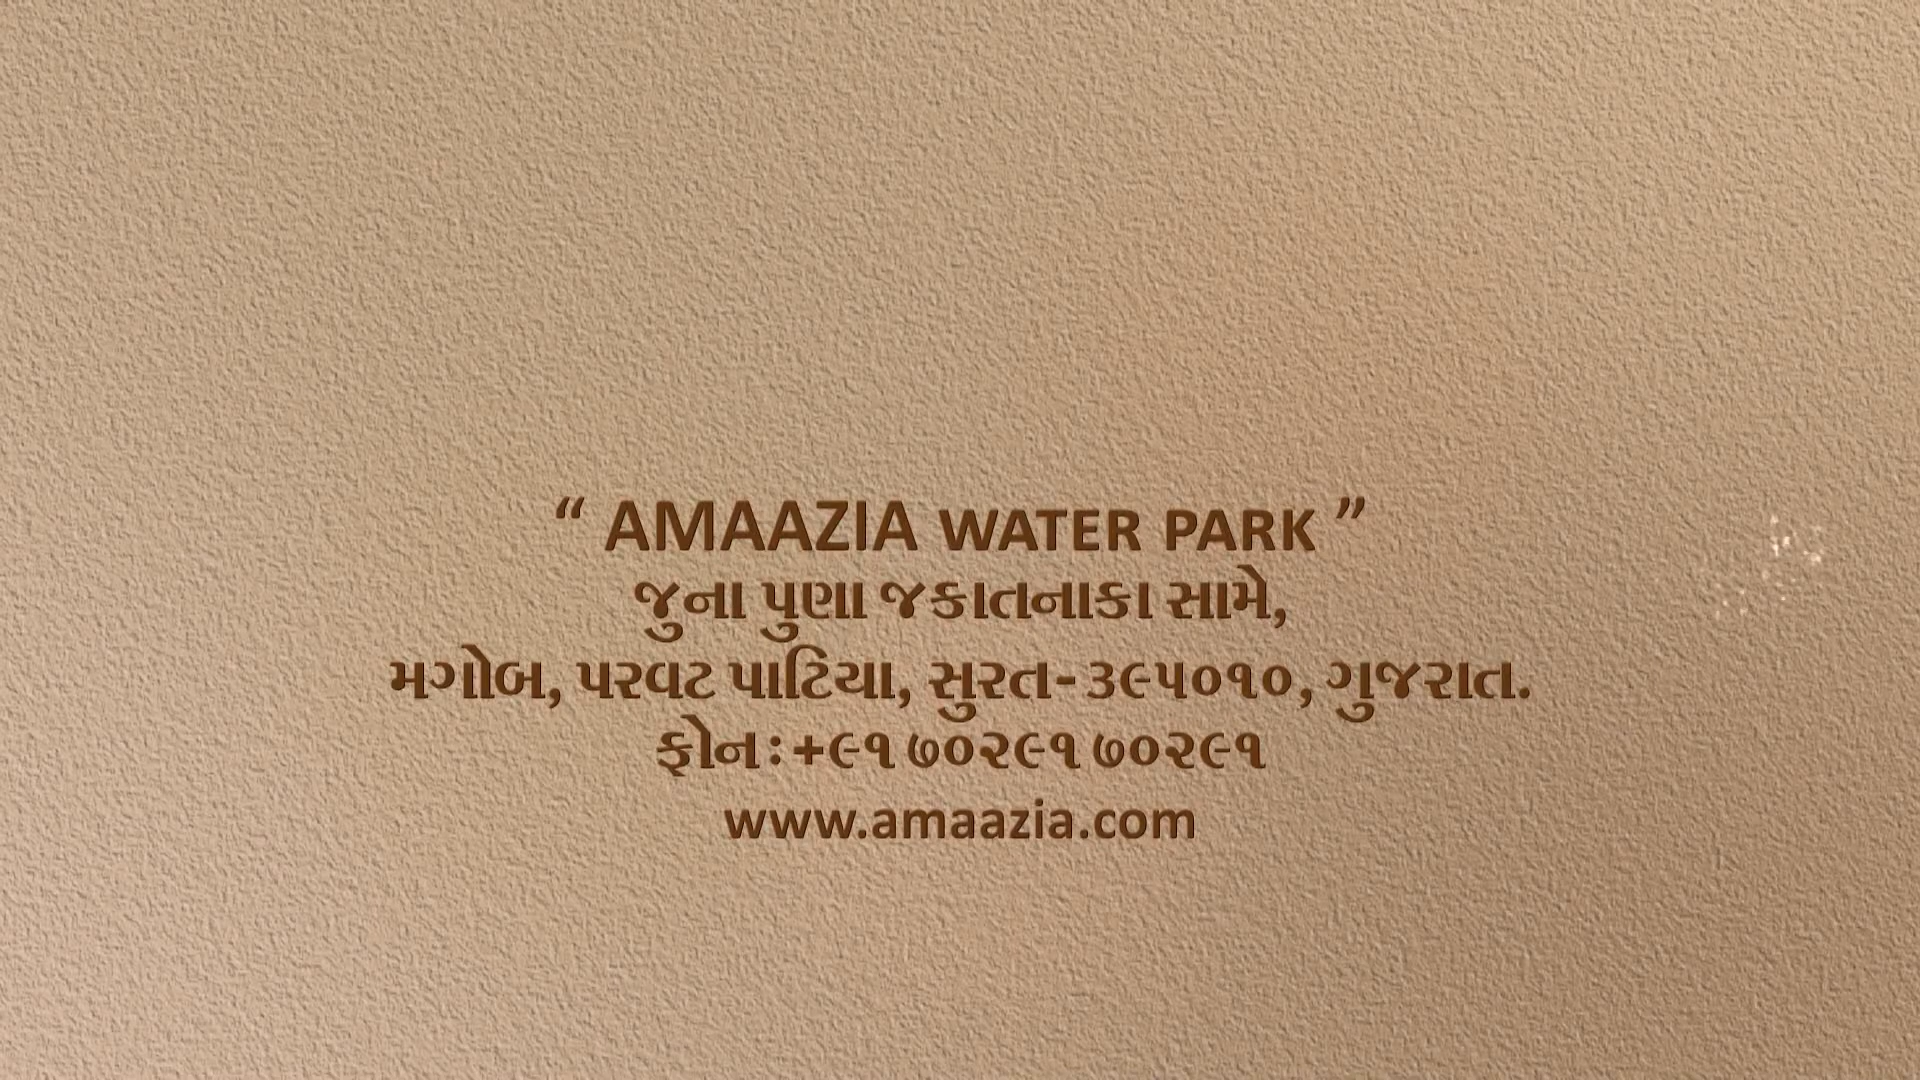 “ AMAAZIA WATER PARK ”
જુના પુણા જકાતનાકા સામે,
મગોબ, પરવટ પાટિયા, સુરત- ૩૯૫૦૧૦, ગુજરાત.
ફોન : +૯૧ ૭૦૨૯૧ ૭૦૨૯૧
www.amaazia.com